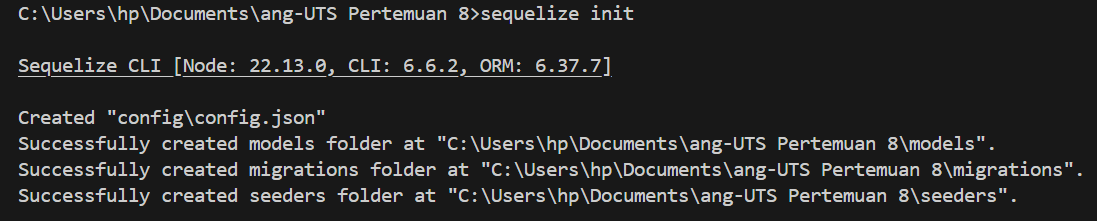 C:\Users\hp\Documents\ang-UTS Pertemuan 8>sequelize init
Sequelize CLI [Node: 22.13.0, CLI: 6.6.2, ORM: 6.37.7]
Created "config\config.json"
Successfully created models folder at "C:\Users\hp\Documents\ang-UTS Pertemuan 8\models".
Successfully created migrations folder at "C:\Users\hp\Documents\ang-UTS Pertemuan 8\migrations".
Successfully created seeders folder at "C:\Users\hp\Documents\ang-UTS Pertemuan 8\seeders".